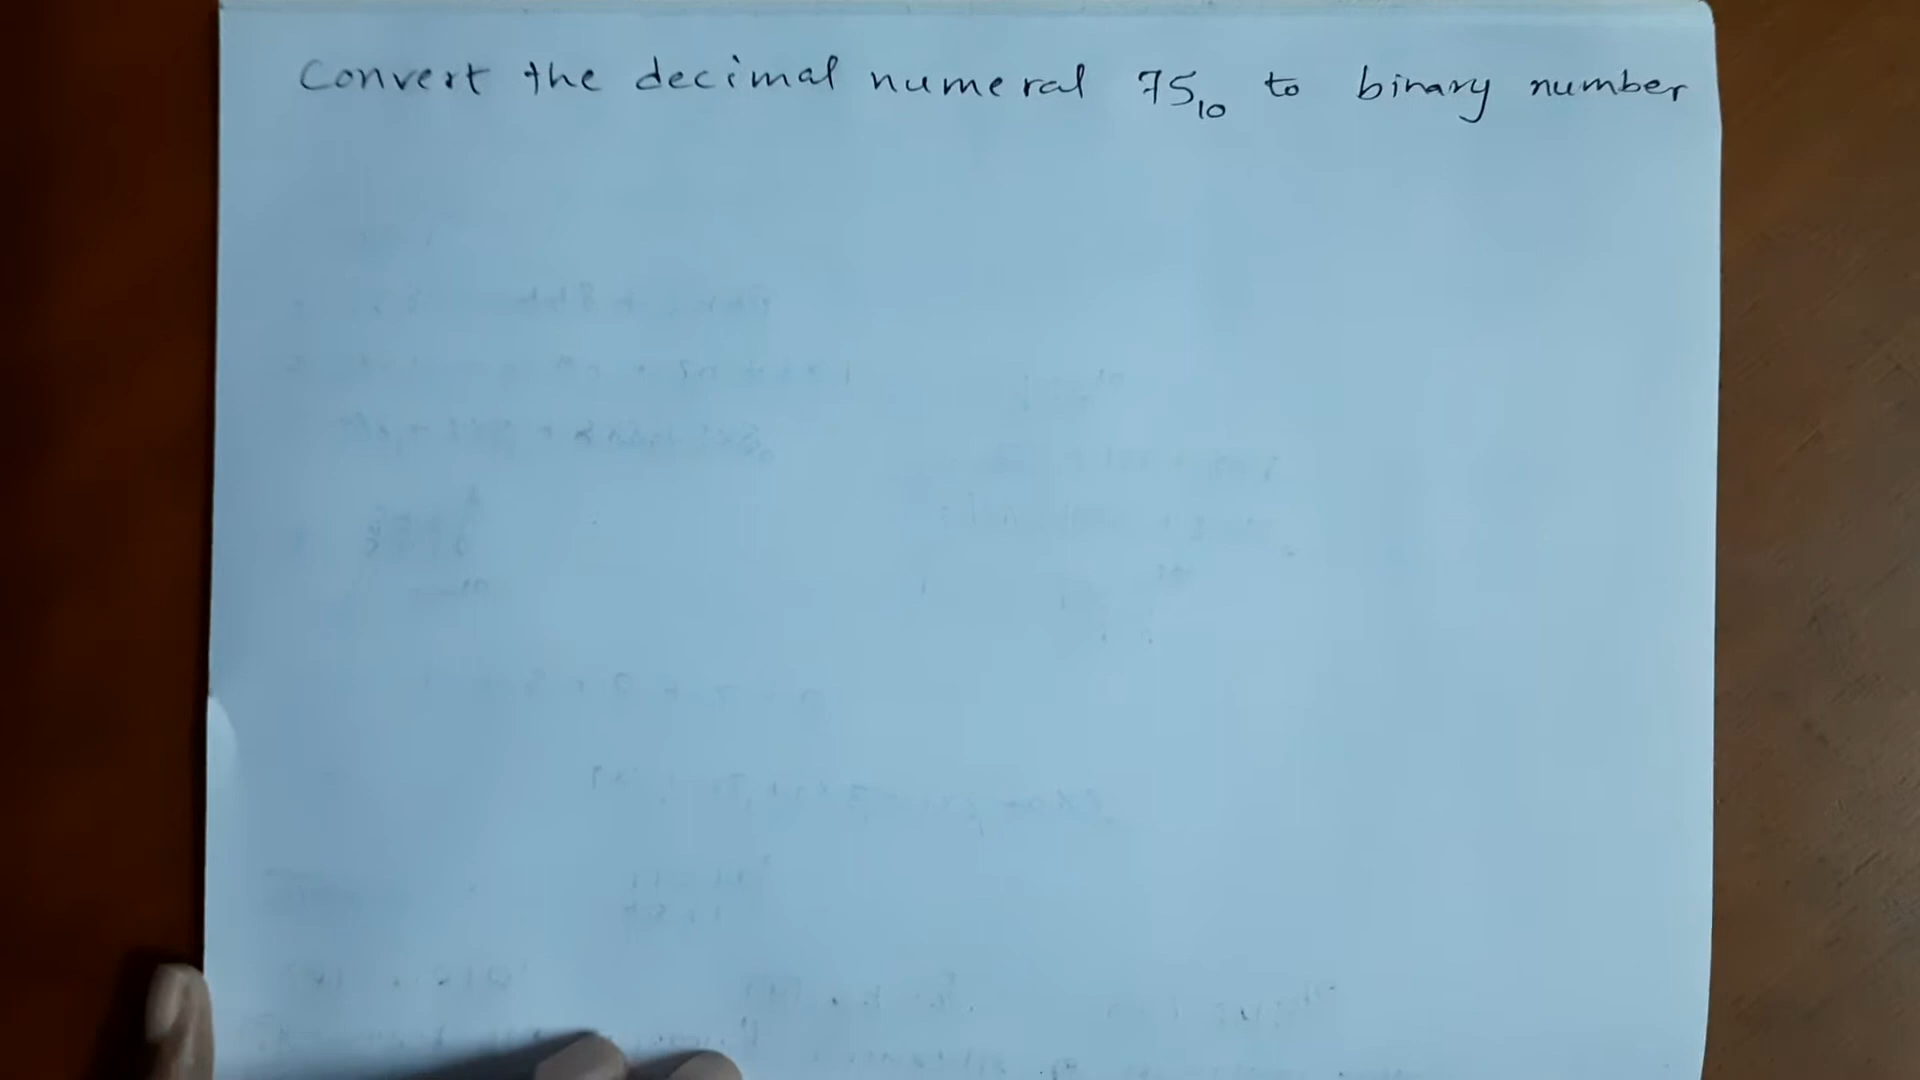 Convert the decimal numeral 75₁₀ to binary number